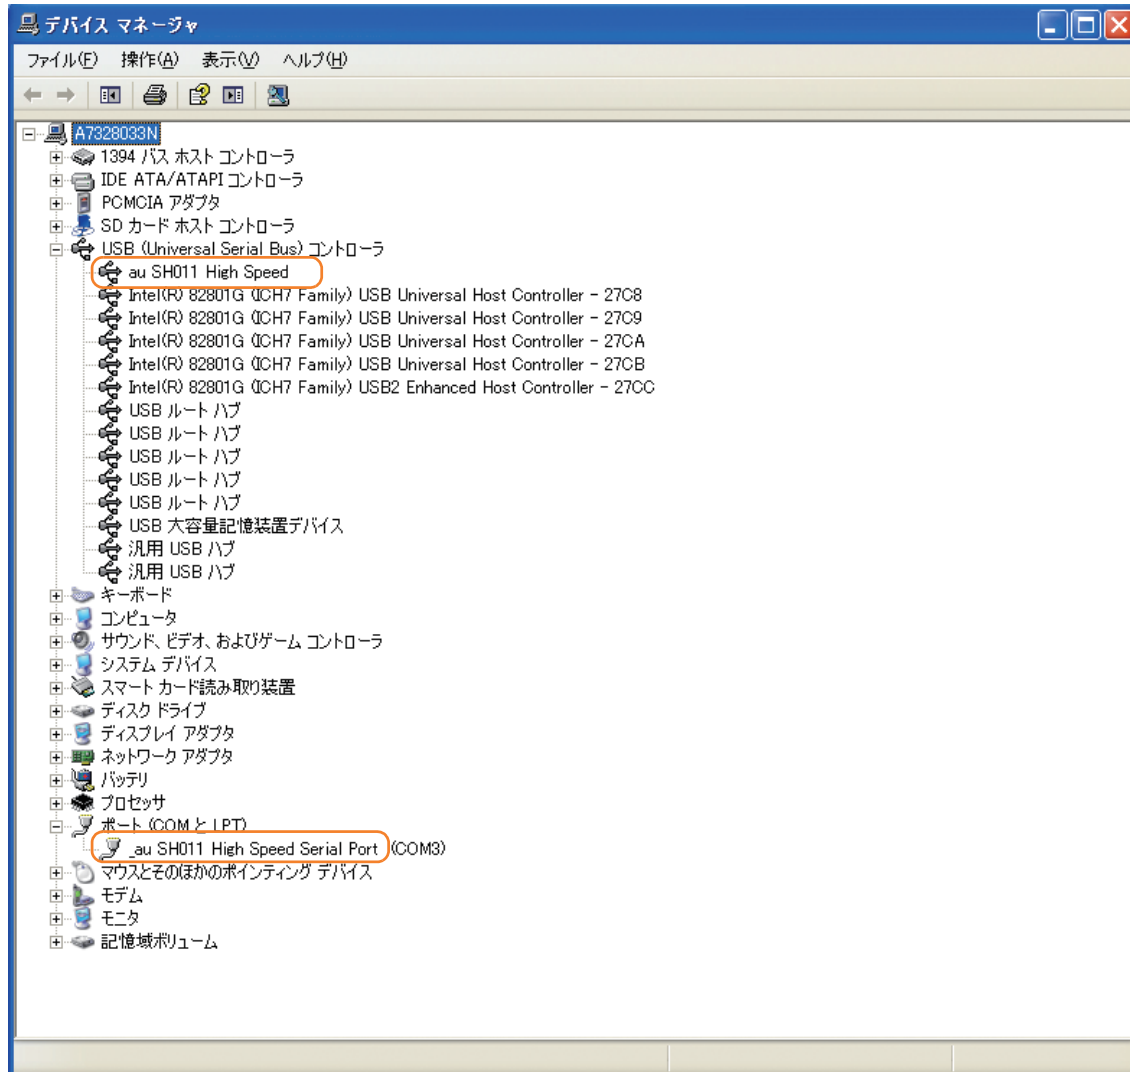 デバイス マネージャ
ファイル(F) 操作(A) 表示(V) ヘルプ(H)
A7328033N
1394 バス ホスト コントローラ
IDE ATA/ATAPI コントローラ
PCMCIA アダプタ
SD カード ホスト コントローラ
USB (Universal Serial Bus) コントローラ
au SH011 High Speed
Intel(R) 82801G (ICH7 Family) USB Universal Host Controller - 27C8
Intel(R) 82801G (ICH7 Family) USB Universal Host Controller - 27C9
Intel(R) 82801G (ICH7 Family) USB Universal Host Controller - 27CA
Intel(R) 82801G (ICH7 Family) USB Universal Host Controller - 27CB
Intel(R) 82801G (ICH7 Family) USB2 Enhanced Host Controller - 27CC
USB ルート ハブ
USB ルート ハブ
USB ルート ハブ
USB ルート ハブ
USB ルート ハブ
USB 大容量記憶装置デバイス
汎用 USB ハブ
汎用 USB ハブ
キーボード
コンピュータ
サウンド、ビデオ、およびゲーム コントローラ
システム デバイス
スマート カード読み取り装置
ディスク ドライブ
ディスプレイ アダプタ
ネットワーク アダプタ
バッテリ
プロセッサ
ポート (COM と LPT)
_au SH011 High Speed Serial Port (COM3)
マウスとそのほかのポインティング デバイス
モデム
モニタ
記憶域ボリューム